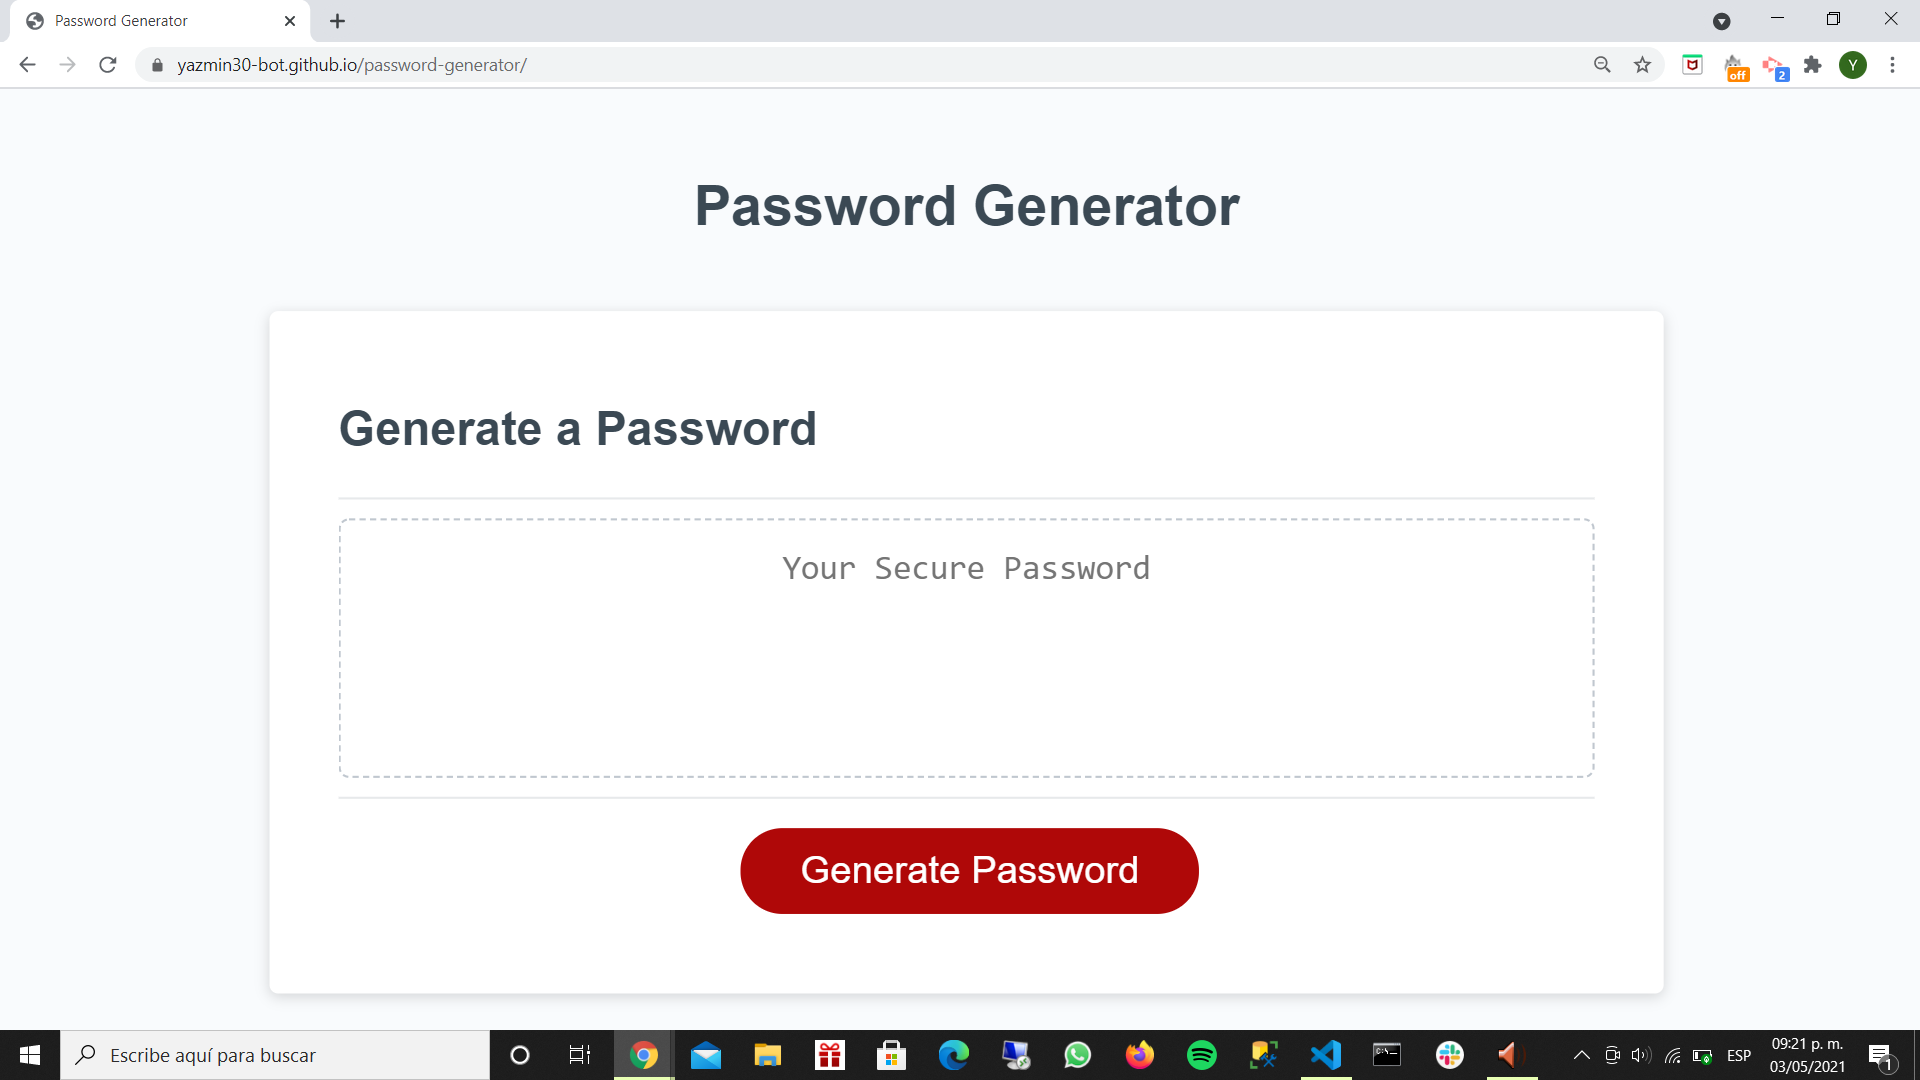 Password Generator
yazmin30-bot.github.io/password-generator/
off
2
Y
Password Generator
Generate a Password
Your Secure Password
Generate Password
Escribe aquí para buscar
ESP
09:21 p. m.
03/05/2021
1